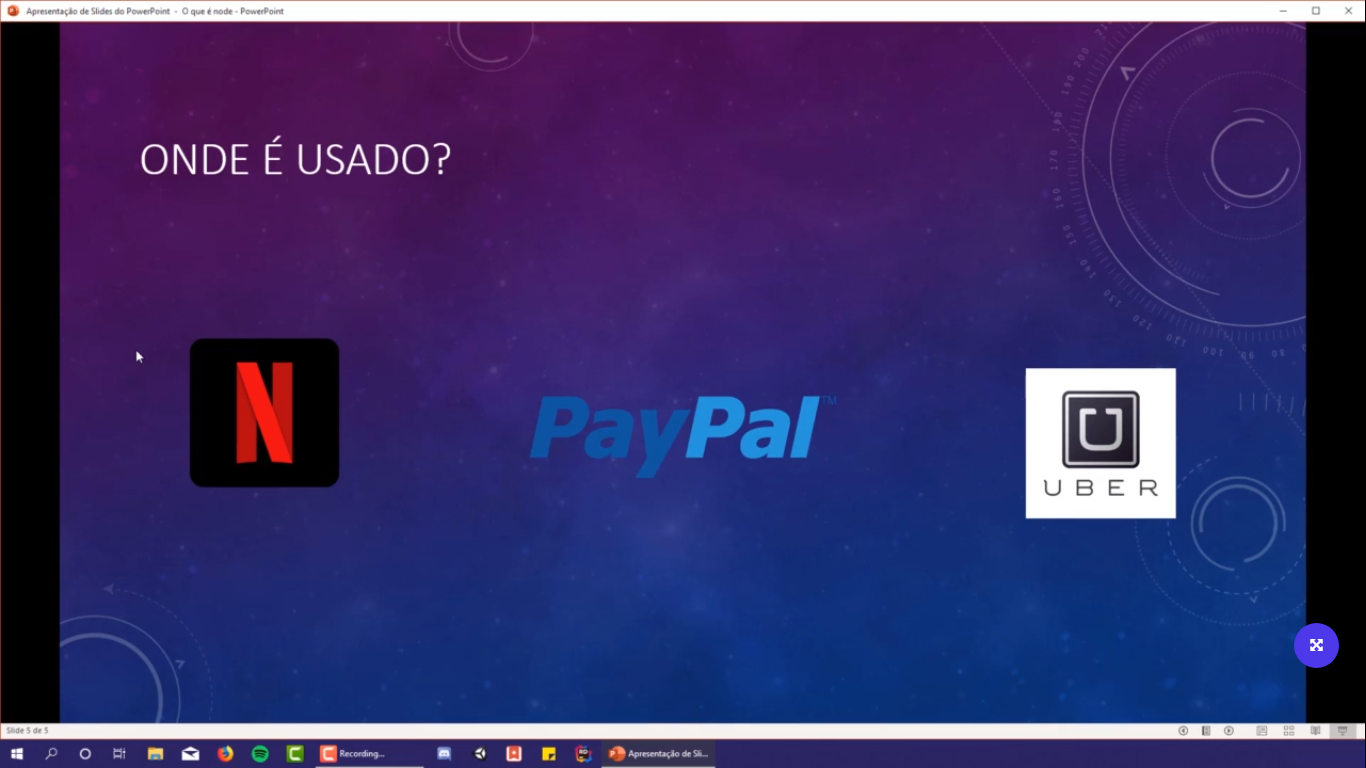 Apresentação de Slides do PowerPoint - O que é node - PowerPoint
ONDE É USADO?
N
PayPal™
U
UBER
Slide 5 de 5
Recording...
Apresentação de Sli...